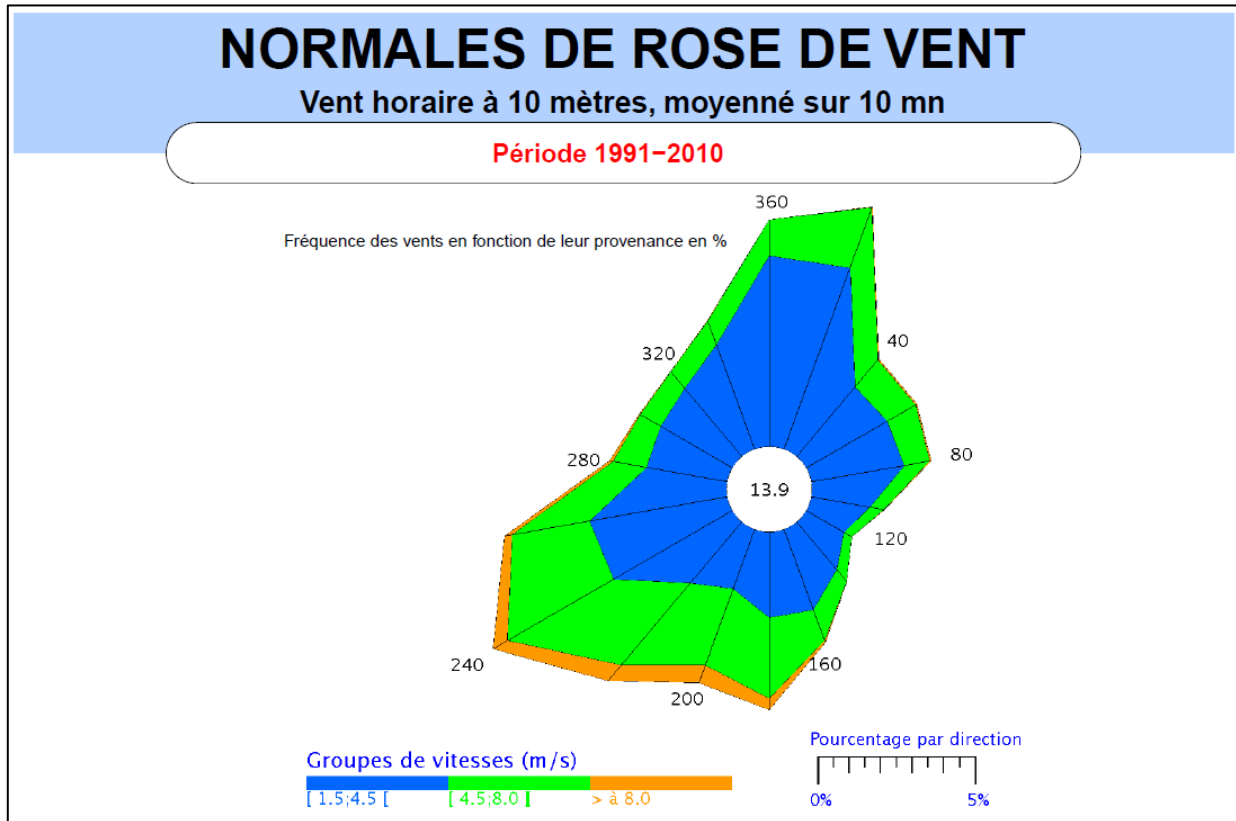 NORMALES DE ROSE DE VENT
Vent horaire à 10 mètres, moyenné sur 10 mn
Période 1991−2010
360
Fréquence des vents en fonction de leur provenance en %
40
320
80
280
13.9
120
240
160
200
Pourcentage par direction
Groupes de vitesses (m/s)
[ 1.5;4.5 [ [ 4.5;8.0 ] > à 8.0
0% 5%